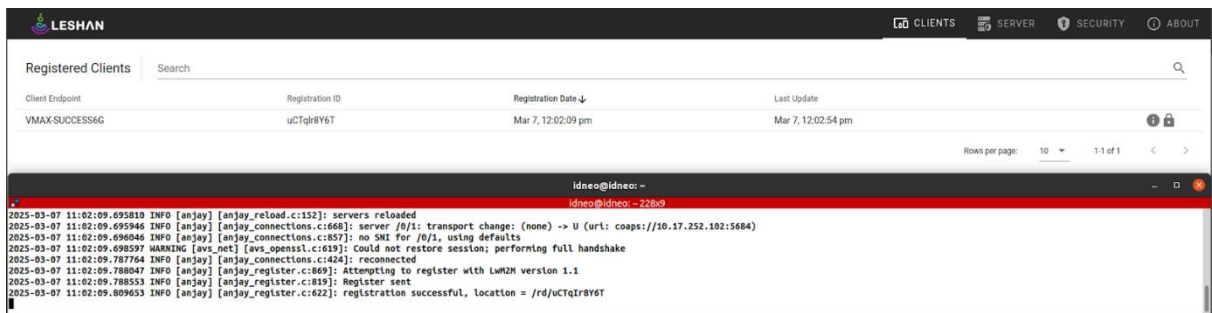 LESHAN
CLIENTS SERVER SECURITY ABOUT
Registered Clients Search
Client Endpoint Registration ID Registration Date Last Update
VMAX-SUCCESS6G uCTqIr8Y6T Mar 7, 12:02:09 pm Mar 7, 12:02:54 pm
Rows per page: 10 1-1 of 1
idneo@idneo: ~
idneo@idneo: ~ 228x9
2025-03-07 11:02:09.695810 INFO [anjay] [anjay_reload.c:152]: servers reloaded
2025-03-07 11:02:09.695946 INFO [anjay] [anjay_connections.c:668]: server /0/1: transport change: (none) -> U (uri: coaps://10.17.252.102:5684)
2025-03-07 11:02:09.696046 INFO [anjay] [anjay_connections.c:857]: no SNI for /0/1, using defaults
2025-03-07 11:02:09.698597 WARNING [avs_net] [avs_openssl.c:619]: Could not restore session; performing full handshake
2025-03-07 11:02:09.787764 INFO [anjay] [anjay_connections.c:424]: reconnected
2025-03-07 11:02:09.788047 INFO [anjay] [anjay_register.c:869]: Attempting to register with LwM2M version 1.1
2025-03-07 11:02:09.788553 INFO [anjay] [anjay_register.c:819]: Register sent
2025-03-07 11:02:09.809653 INFO [anjay] [anjay_register.c:622]: registration successful, location = /rd/uCTqIr8Y6T